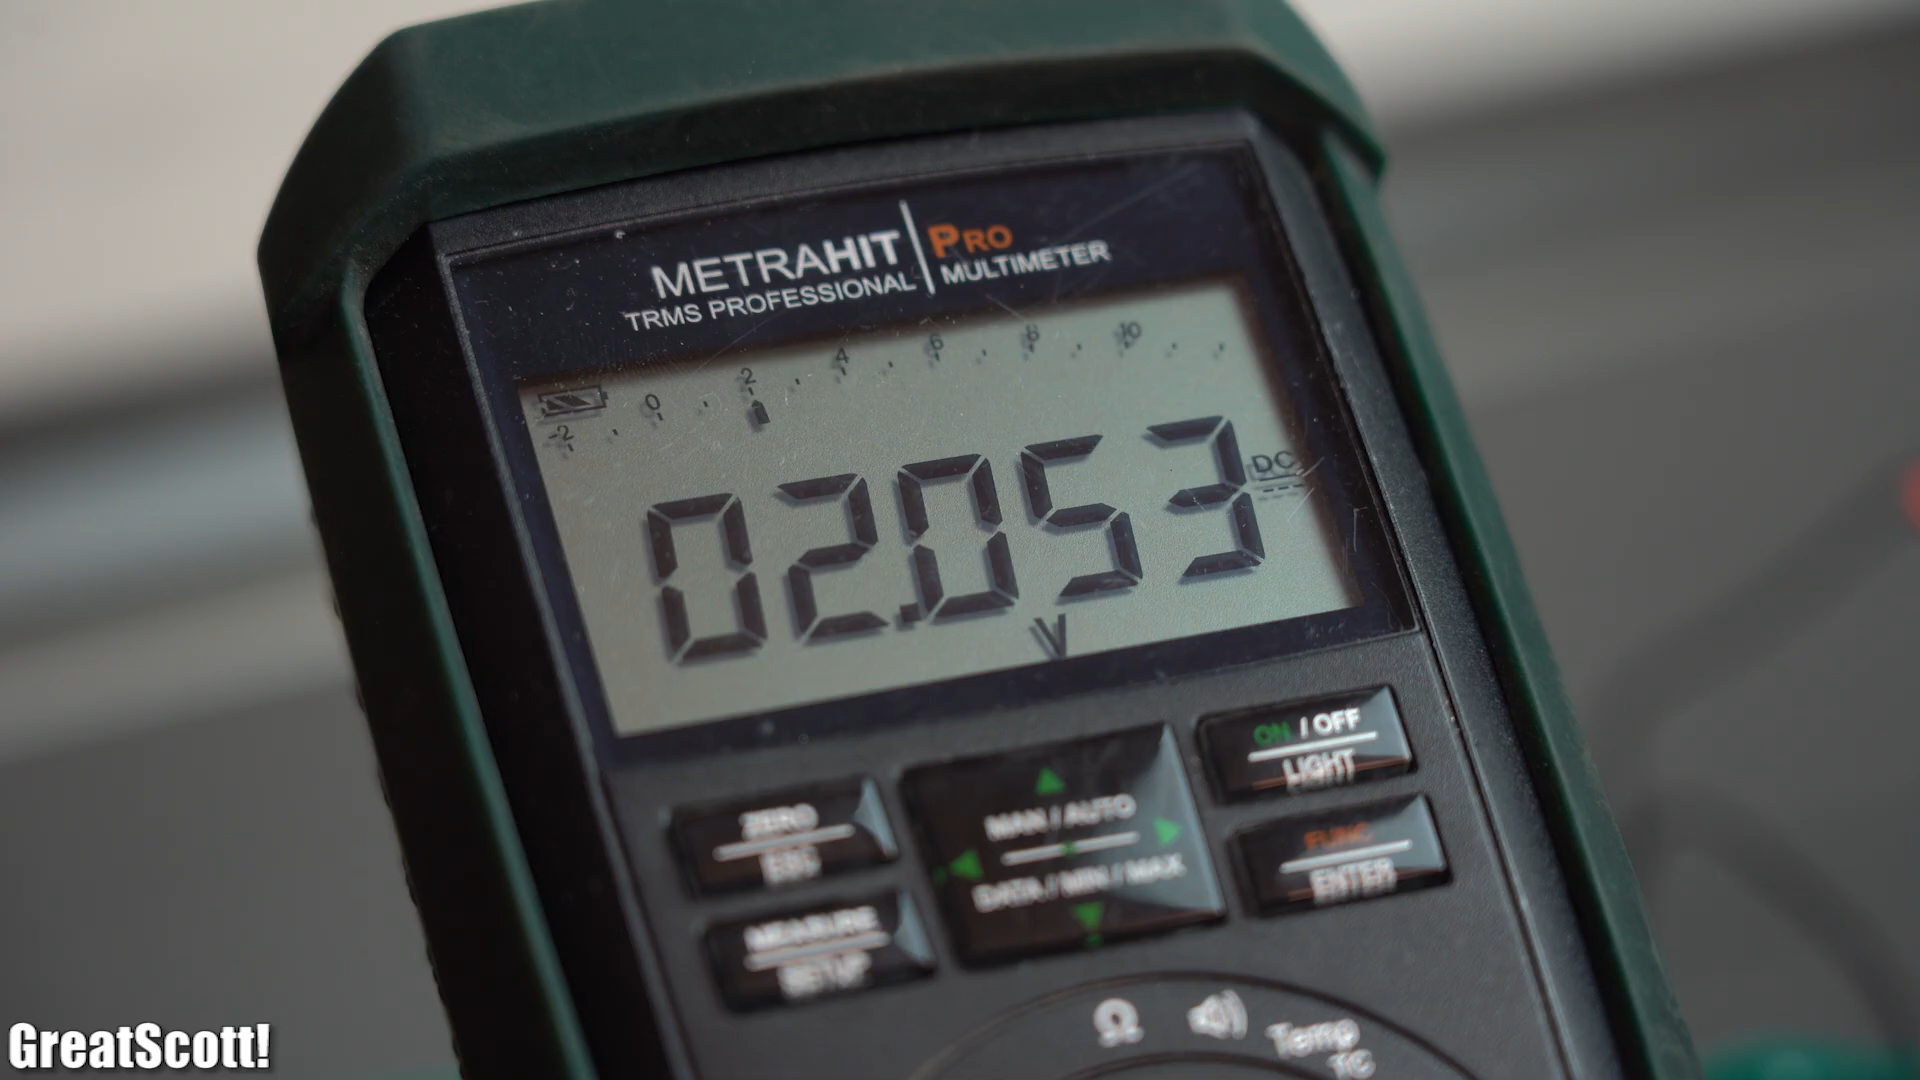 METRAHIT PRO
TRMS PROFESSIONAL MULTIMETER
-2 0 2 4 6 8 10
02.053 DC
V
ON / OFF
LIGHT
ZERO
ESC
MAN / AUTO
DATA / MIN / MAX
FUNC
ENTER
MEASURE
SETUP
Ω Temp
TC
GreatScott!